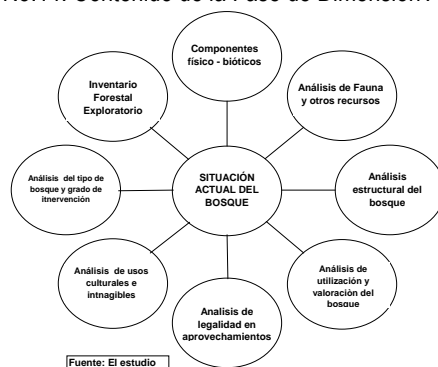 Componentes
físico - bióticos
Inventario
Forestal
Exploratorio
Análisis de Fauna
y otros recursos
Análisis del tipo de
bosque y grado de
itnervención
SITUACIÓN
ACTUAL DEL
BOSQUE
Análisis
estructural del
bosque
Análisis de usos
culturales e
intnagibles
Análisis de
utilización y
valoraciòn del
bosque
Analisis de
legalidad en
aprovechamientos
Fuente: El estudio